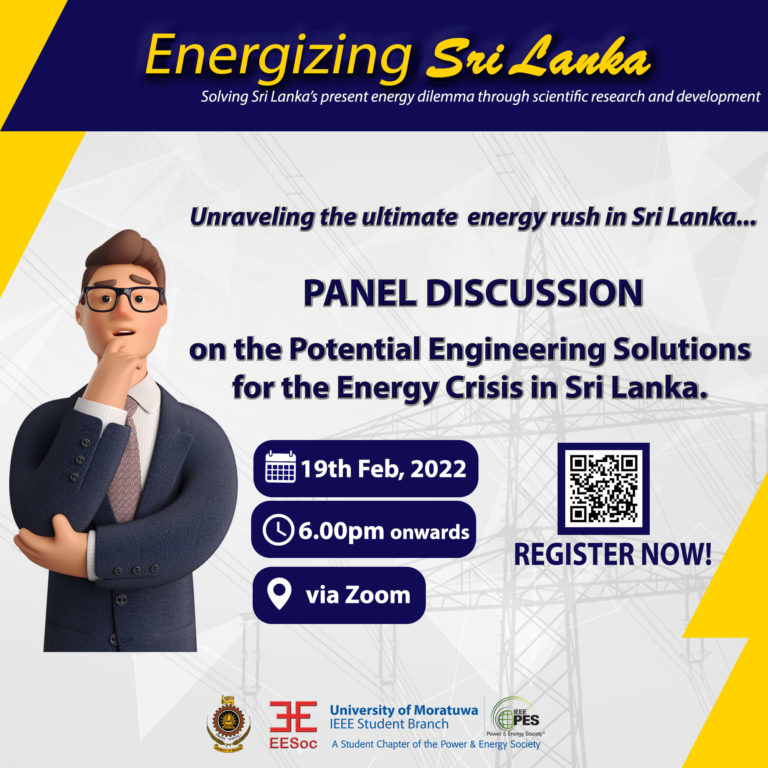 Energizing Sri Lanka
Solving Sri Lanka's present energy dilemma through scientific research and development
Unraveling the ultimate energy rush in Sri Lanka...
PANEL DISCUSSION
on the Potential Engineering Solutions
for the Energy Crisis in Sri Lanka.
19th Feb, 2022
6.00pm onwards
via Zoom
REGISTER NOW!
EESoc
University of Moratuwa
IEEE Student Branch
A Student Chapter of the Power & Energy Society
IEEE
PES
Power & Energy Society®